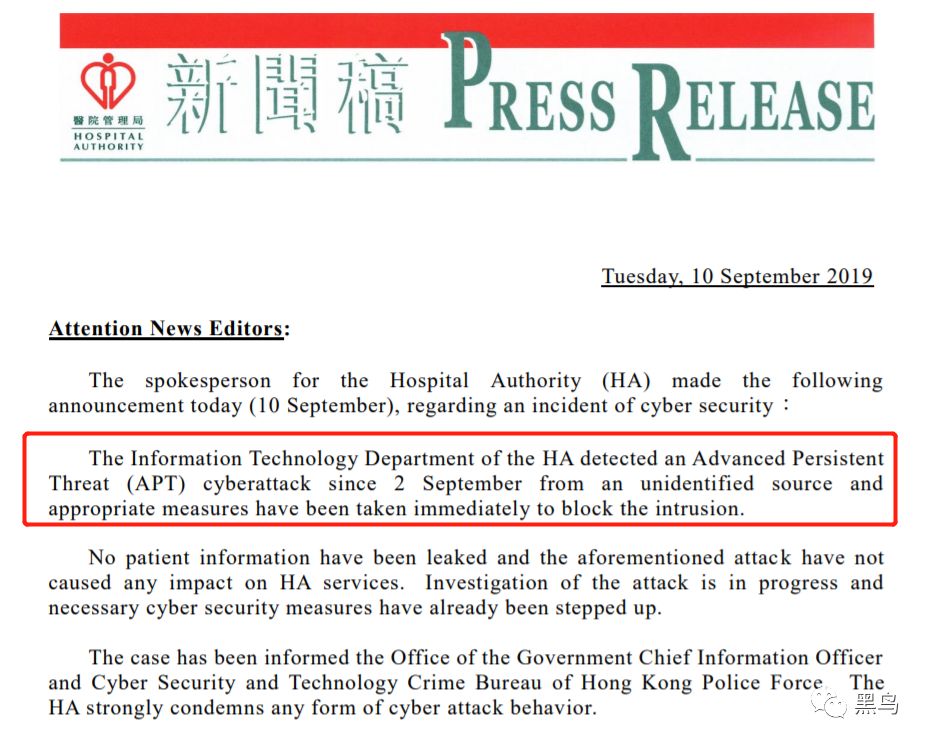 醫院管理局
HOSPITAL
AUTHORITY
新聞稿
PRESS RELEASE
Tuesday, 10 September 2019
Attention News Editors:
The spokesperson for the Hospital Authority (HA) made the following
announcement today (10 September), regarding an incident of cyber security：
The Information Technology Department of the HA detected an Advanced Persistent
Threat (APT) cyberattack since 2 September from an unidentified source and
appropriate measures have been taken immediately to block the intrusion.
No patient information have been leaked and the aforementioned attack have not
caused any impact on HA services. Investigation of the attack is in progress and
necessary cyber security measures have already been stepped up.
The case has been informed the Office of the Government Chief Information Officer
and Cyber Security and Technology Crime Bureau of Hong Kong Police Force. The
HA strongly condemns any form of cyber attack behavior.
黑鸟